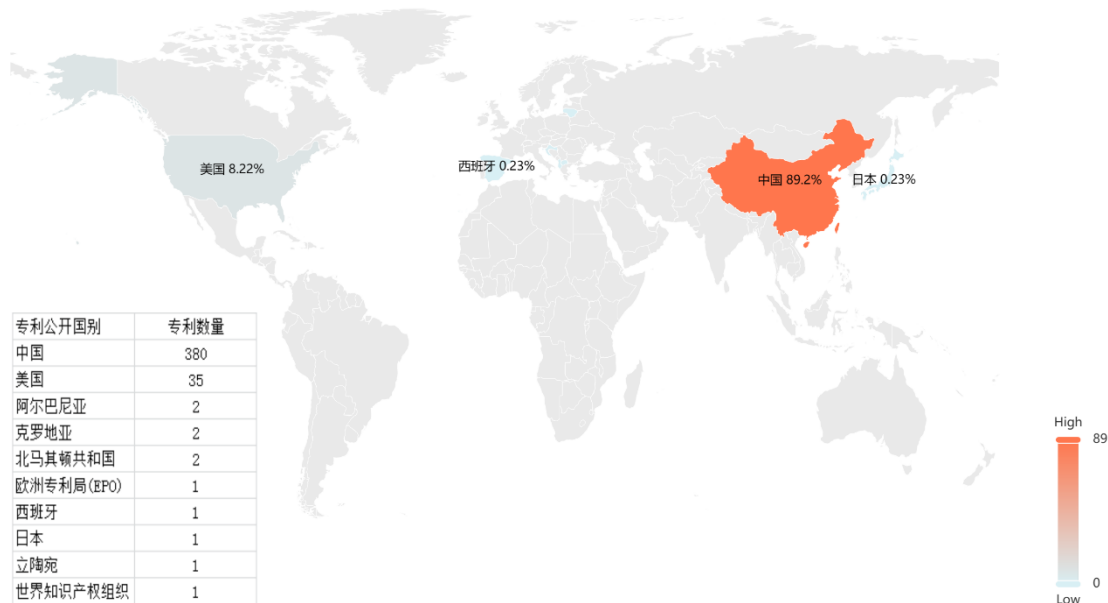 美国 8.22%
西班牙 0.23%
中国 89.2%
日本 0.23%
专利公开国别 专利数量
中国 380
美国 35
阿尔巴尼亚 2
克罗地亚 2
北马其顿共和国 2
欧洲专利局(EPO) 1
西班牙 1
日本 1
立陶宛 1
世界知识产权组织 1
High
89
0
Low